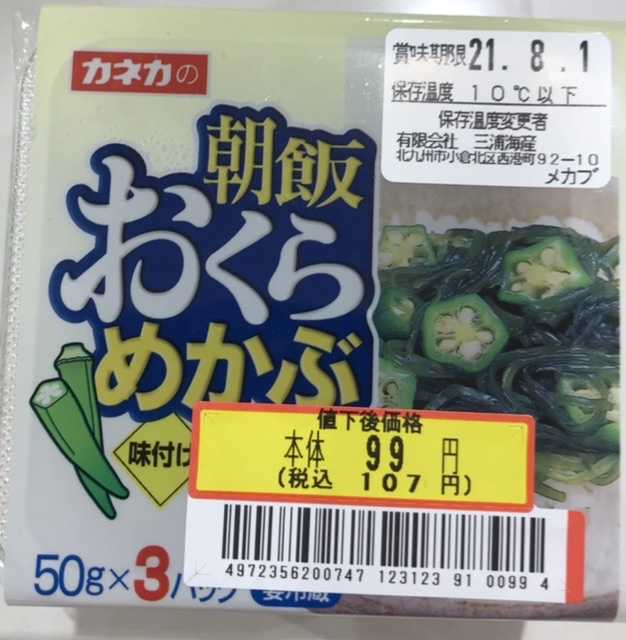 カネカの
朝飯
おくら
めかぶ
味付け
50g×3パック
要冷蔵
賞味期限 21. 8. 1
保存温度 10℃以下
保存温度変更者
有限会社 三浦海産
北九州市小倉北区西港町92-10
メカブ
値下後価格
本体 99 円
(税込 107 円)
4972356200747 123123 91 0099 4